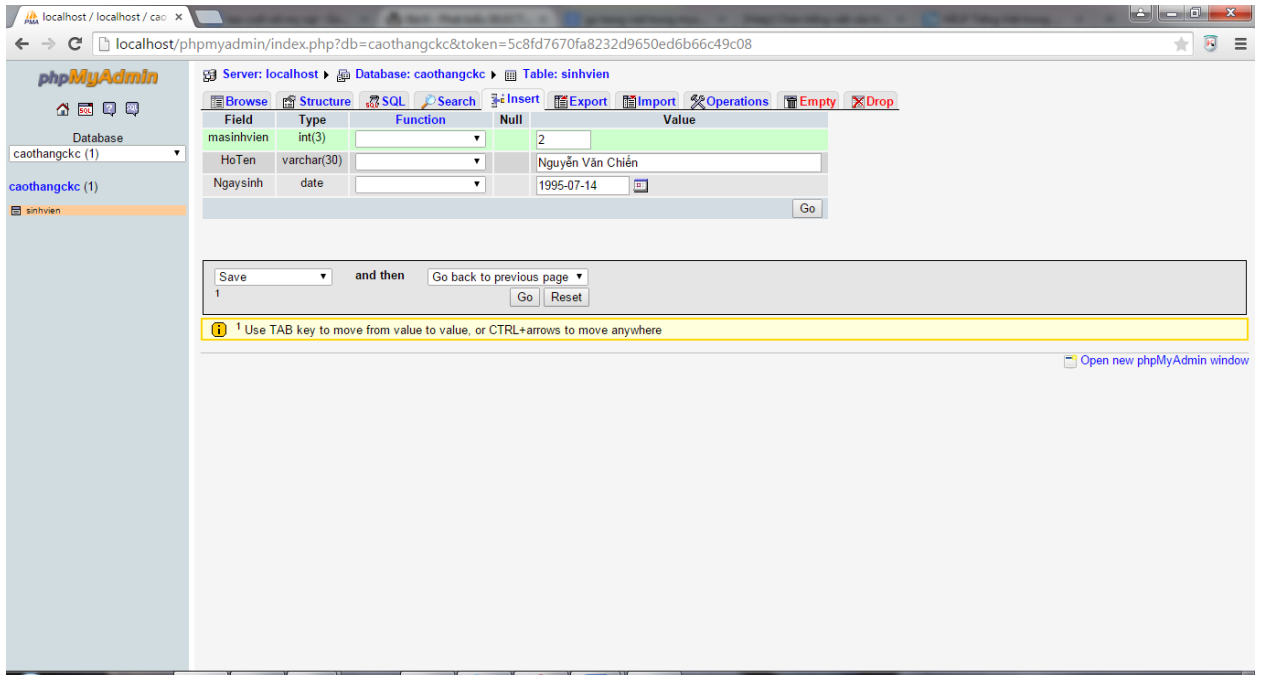 localhost / localhost / cao
localhost/phpmyadmin/index.php?db=caothangckc&token=5c8fd7670fa8232d9650ed6b66c49c08
phpMyAdmin
Database
caothangckc (1)
caothangckc (1)
sinhvien
Server: localhost Database: caothangckc Table: sinhvien
Browse Structure SQL Search Insert Export Import Operations Empty Drop
Field Type Function Null Value
masinhvien int(3) 2
HoTen varchar(30) Nguyễn Văn Chiến
Ngaysinh date 1995-07-14
Go
Save and then Go back to previous page
1
Go Reset
1 Use TAB key to move from value to value, or CTRL+arrows to move anywhere
Open new phpMyAdmin window